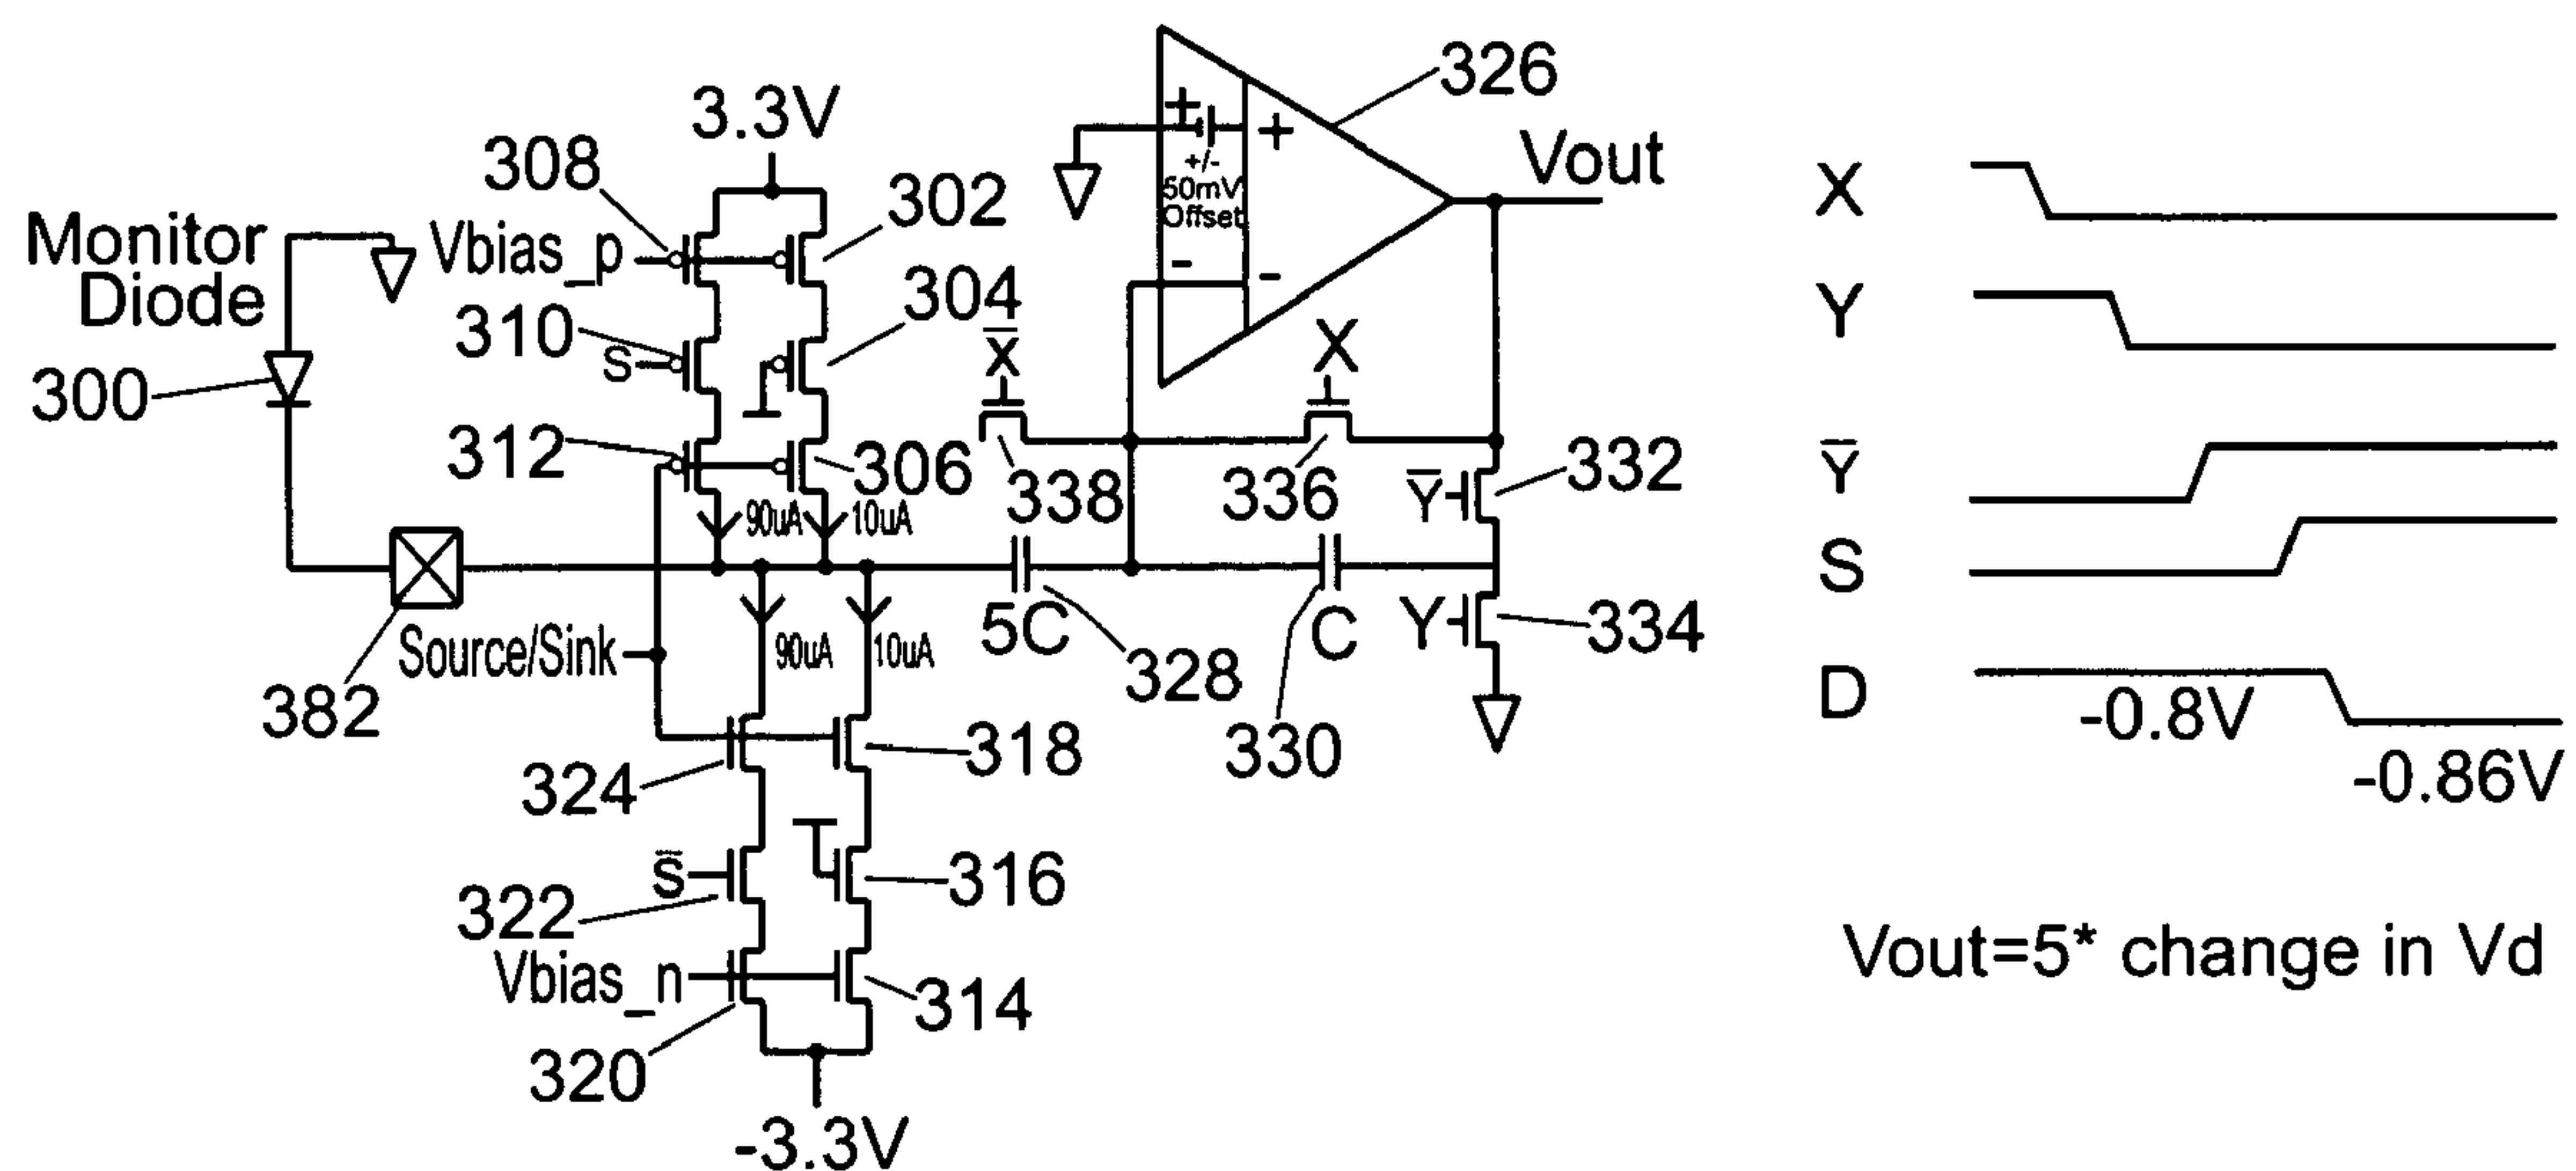 3.3V
308
302
Vbias_p
Monitor
Diode
300
310
S
304
312
306
90uA
10uA
382
Source/Sink
90uA
10uA
324
318
S̄
322
316
Vbias_n
320
314
-3.3V
326
+
+
+/-
50mV
Offset
-
-
Vout
X̄
X
338
336
Ȳ
332
5C
328
C
330
Y
334
X
Y
Ȳ
S
D
-0.8V
-0.86V
Vout=5* change in Vd